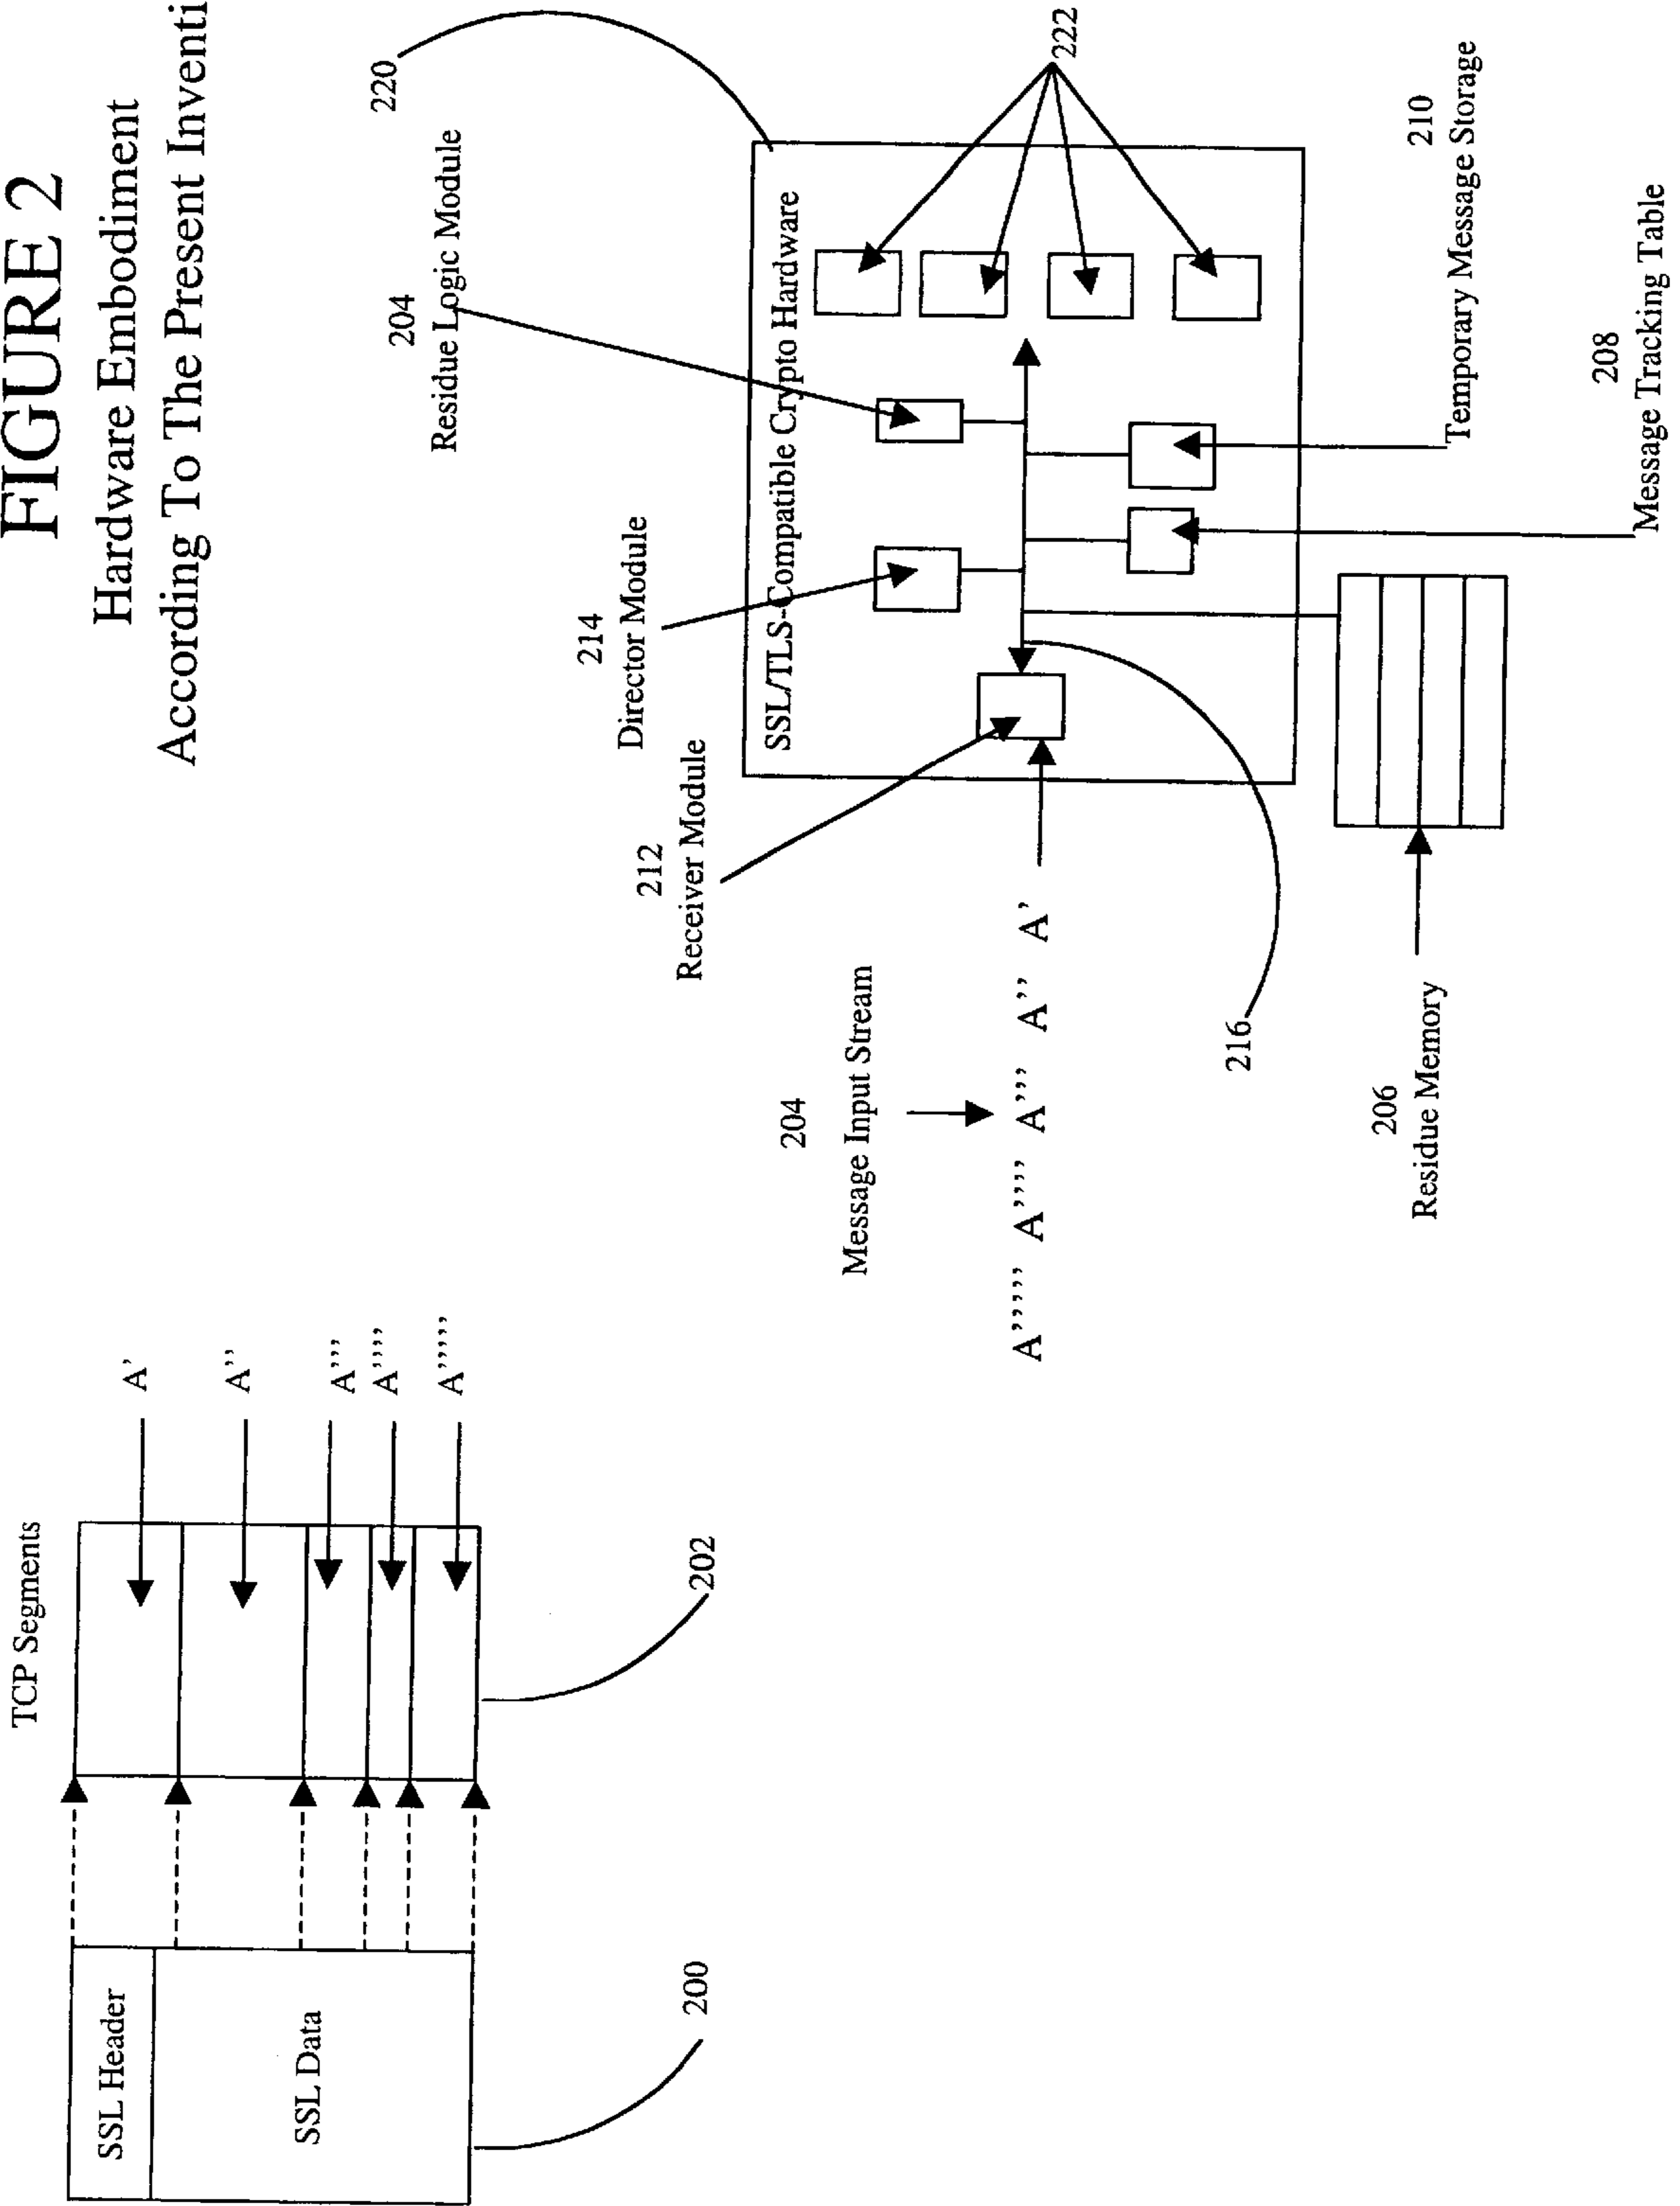 FIGURE 2
Hardware Embodiment
According To The Present Inventi
TCP Segments
SSL Header
SSL Data
A'
A''
A'''
A''''
A'''''
200
202
220
204
Residue Logic Module
214
Director Module
212
Receiver Module
SSL/TLS-Compatible Crypto Hardware
222
204
Message Input Stream
A''''' A'''' A''' A'' A'
216
206
Residue Memory
210
Temporary Message Storage
208
Message Tracking Table